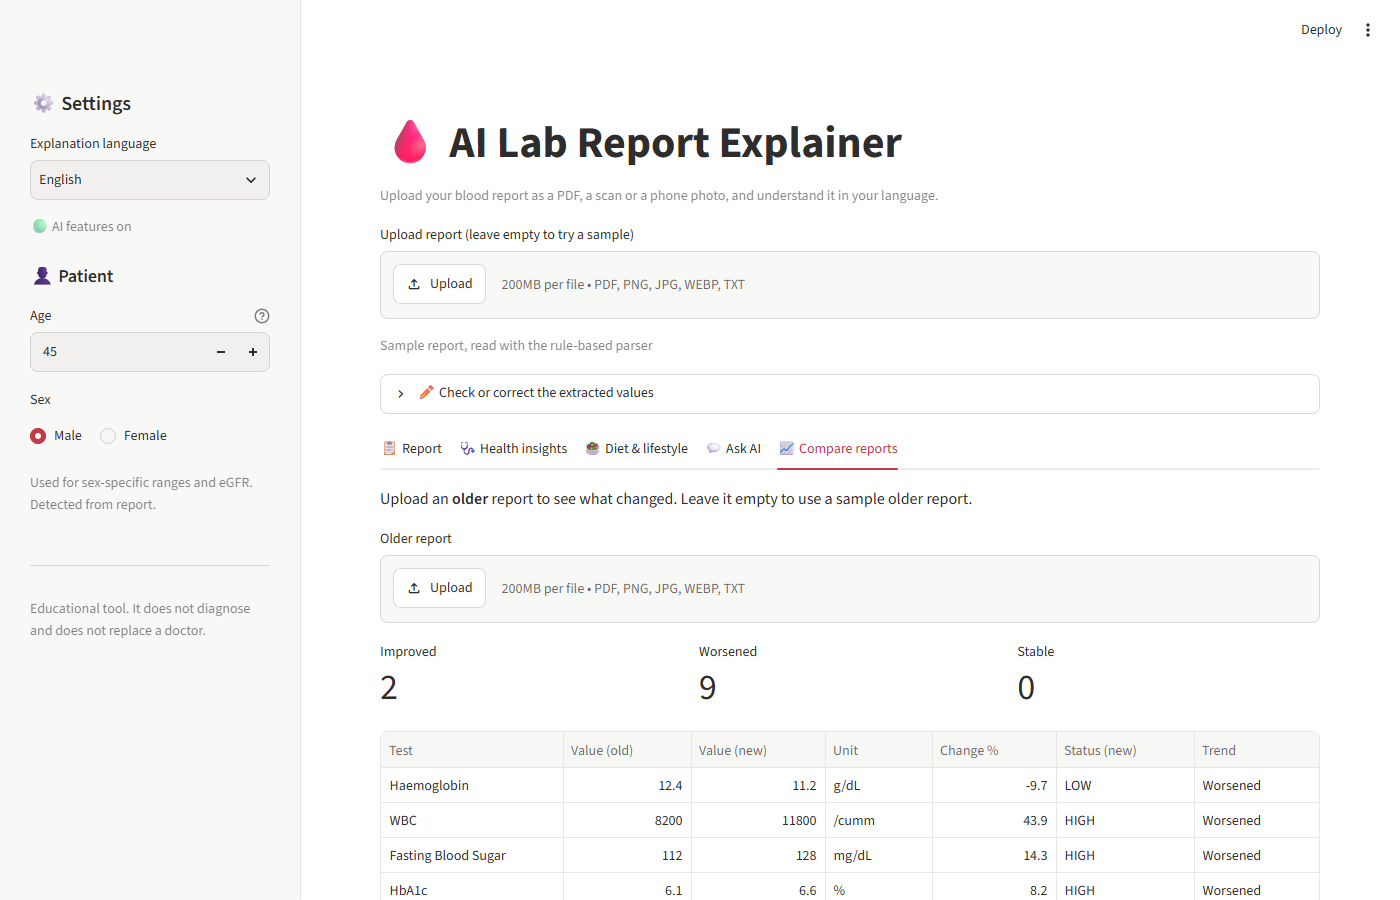 Deploy
Settings
Explanation language
English
AI features on
Patient
Age
45
Sex
Male
Female
Used for sex-specific ranges and eGFR.
Detected from report.
Educational tool. It does not diagnose
and does not replace a doctor.
AI Lab Report Explainer
Upload your blood report as a PDF, a scan or a phone photo, and understand it in your language.
Upload report (leave empty to try a sample)
Upload 200MB per file • PDF, PNG, JPG, WEBP, TXT
Sample report, read with the rule-based parser
Check or correct the extracted values
Report Health insights Diet & lifestyle Ask AI Compare reports
Upload an older report to see what changed. Leave it empty to use a sample older report.
Older report
Upload 200MB per file • PDF, PNG, JPG, WEBP, TXT
Improved Worsened Stable
2 9 0
Test Value (old) Value (new) Unit Change % Status (new) Trend
Haemoglobin 12.4 11.2 g/dL -9.7 LOW Worsened
WBC 8200 11800 /cumm 43.9 HIGH Worsened
Fasting Blood Sugar 112 128 mg/dL 14.3 HIGH Worsened
HbA1c 6.1 6.6 % 8.2 HIGH Worsened